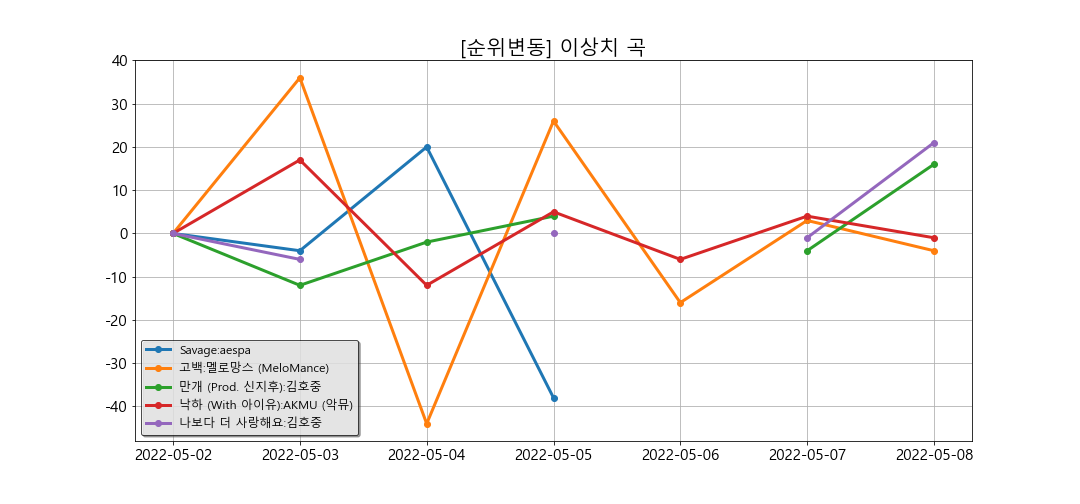 [순위변동] 이상치 곡
40
30
20
10
0
-10
-20
-30
-40
Savage:aespa
고백:멜로망스 (MeloMance)
만개 (Prod. 신지후):김호중
낙하 (With 아이유):AKMU (악뮤)
나보다 더 사랑해요:김호중
2022-05-02 2022-05-03 2022-05-04 2022-05-05 2022-05-06 2022-05-07 2022-05-08